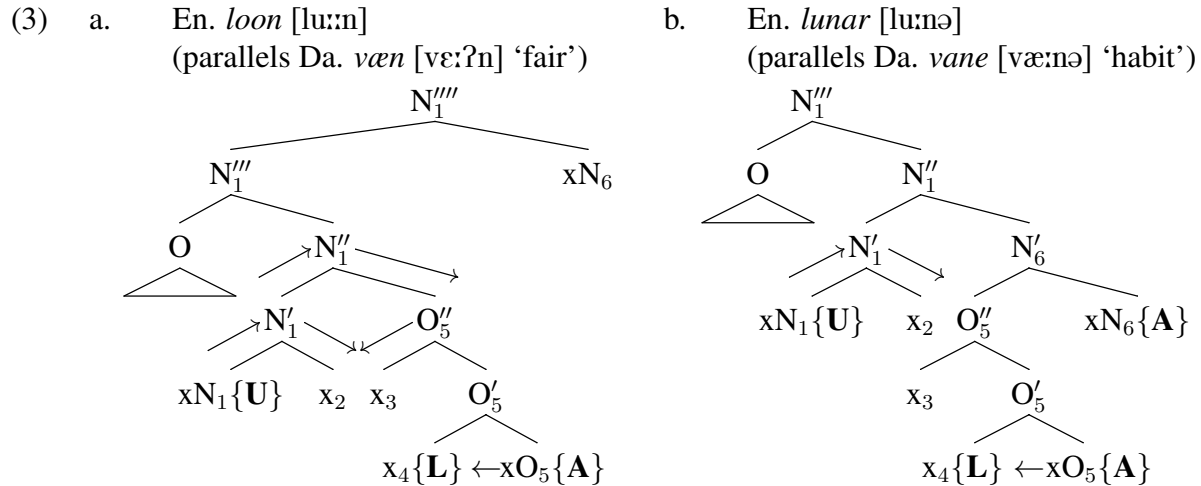 (3) a. En. loon [luːːn] b. En. lunar [luːnə]
(parallels Da. væn [vɛːʔn] ‘fair’) (parallels Da. vane [væːnə] ‘habit’)
N₁′′′′ N₁′′′
N₁′′′ xN₆ O N₁′′
O N₁′′ N₁′ N₆′
N₁′ O₅′′ xN₁{U} x₂ O₅′′ xN₆{A}
xN₁{U} x₂ x₃ O₅′ x₃ O₅′
x₄{L} ←xO₅{A} x₄{L} ←xO₅{A}